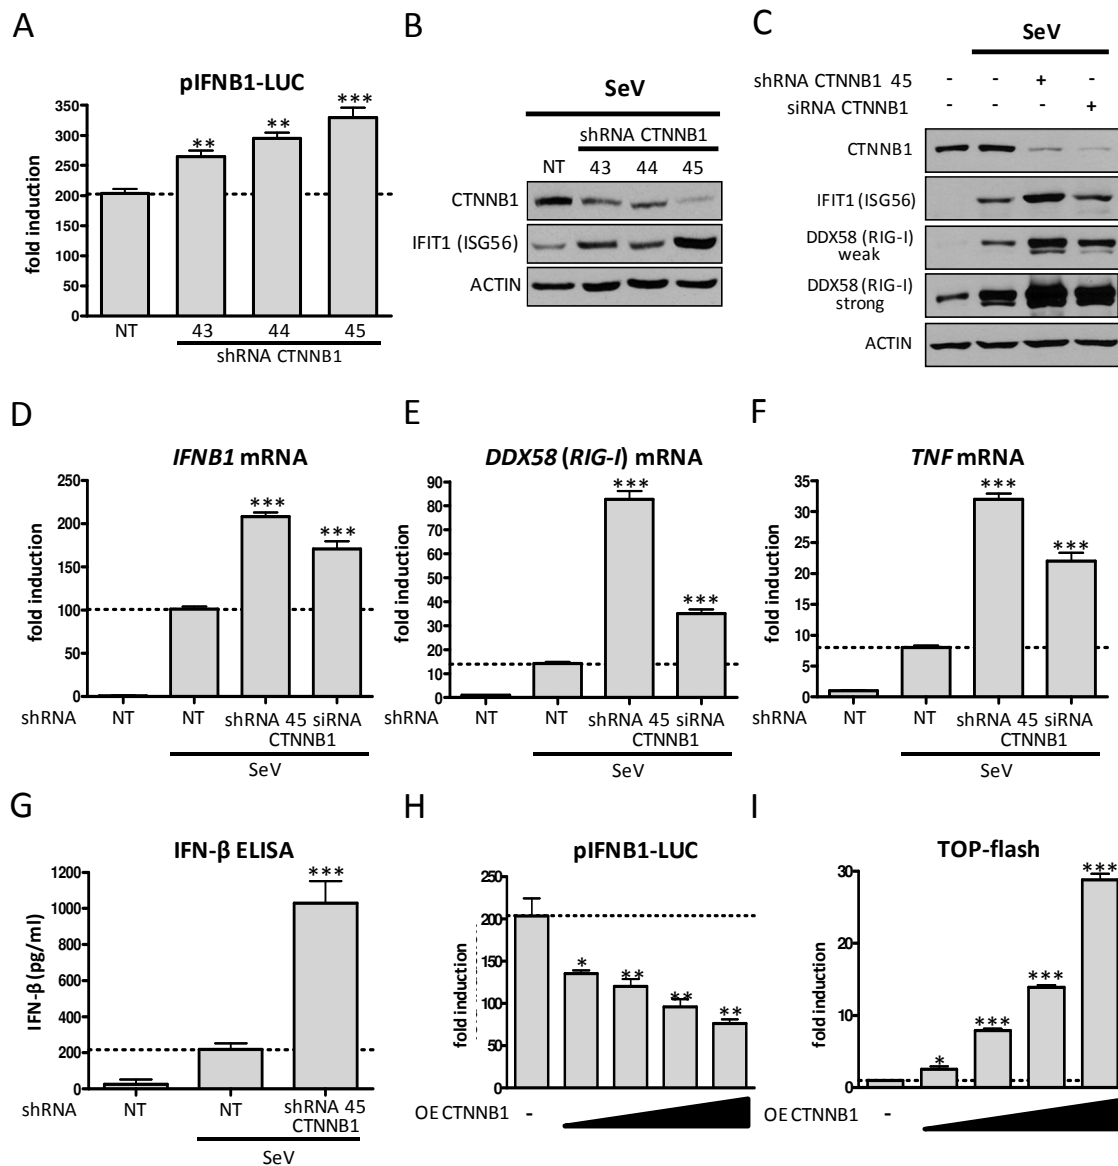 A
pIFNB1-LUC
fold induction
350
300
250
200
150
100
50
0
**
**
***
NT
43
44
45
shRNA CTNNB1
B
SeV
shRNA CTNNB1
NT
43
44
45
CTNNB1
IFIT1 (ISG56)
ACTIN
C
SeV
shRNA CTNNB1 45
- - + -
siRNA CTNNB1
- - - +
CTNNB1
IFIT1 (ISG56)
DDX58 (RIG-I)
weak
DDX58 (RIG-I)
strong
ACTIN
D
IFNB1 mRNA
fold induction
250
200
150
100
50
0
***
***
shRNA
NT
NT
shRNA 45 siRNA
CTNNB1
SeV
E
DDX58 (RIG-I) mRNA
fold induction
90
80
70
60
50
40
30
20
10
0
***
***
shRNA
NT
NT
shRNA 45 siRNA
CTNNB1
SeV
F
TNF mRNA
fold induction
35
30
25
20
15
10
5
0
***
***
shRNA
NT
NT
shRNA 45 siRNA
CTNNB1
SeV
G
IFN-β ELISA
IFN-β (pg/ml)
1200
1000
800
600
400
200
0
***
shRNA
NT
NT
shRNA 45
CTNNB1
SeV
H
pIFNB1-LUC
fold induction
250
200
150
100
50
0
*
**
**
**
OE CTNNB1
-
I
TOP-flash
fold induction
30
20
10
0
*
***
***
***
OE CTNNB1
-